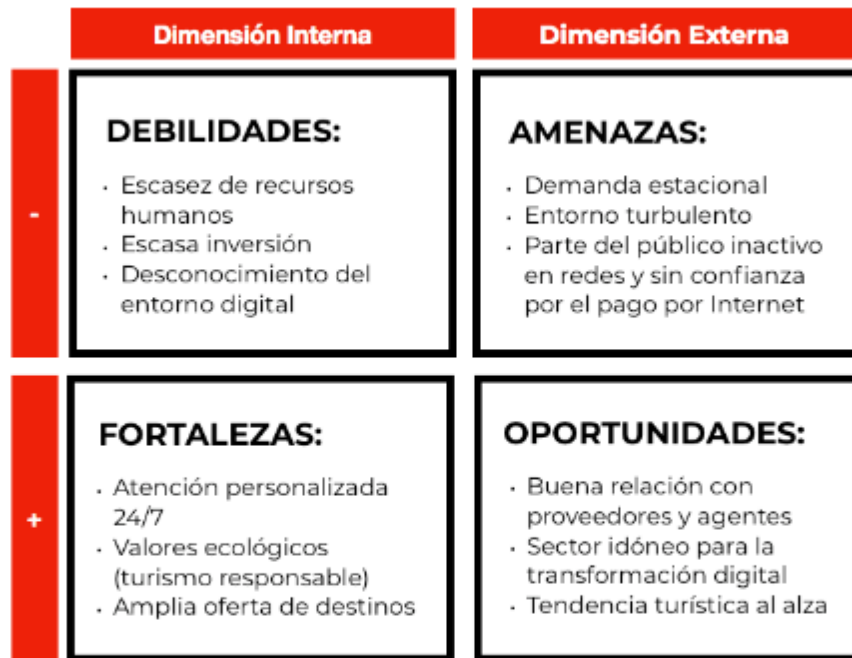 Dimensión Interna
Dimensión Externa
-
DEBILIDADES:
· Escasez de recursos
humanos
· Escasa inversión
· Desconocimiento del
entorno digital
AMENAZAS:
· Demanda estacional
· Entorno turbulento
· Parte del público inactivo
en redes y sin confianza
por el pago por Internet
+
FORTALEZAS:
· Atención personalizada
24/7
· Valores ecológicos
(turismo responsable)
· Amplia oferta de destinos
OPORTUNIDADES:
· Buena relación con
proveedores y agentes
· Sector idóneo para la
transformación digital
· Tendencia turística al alza